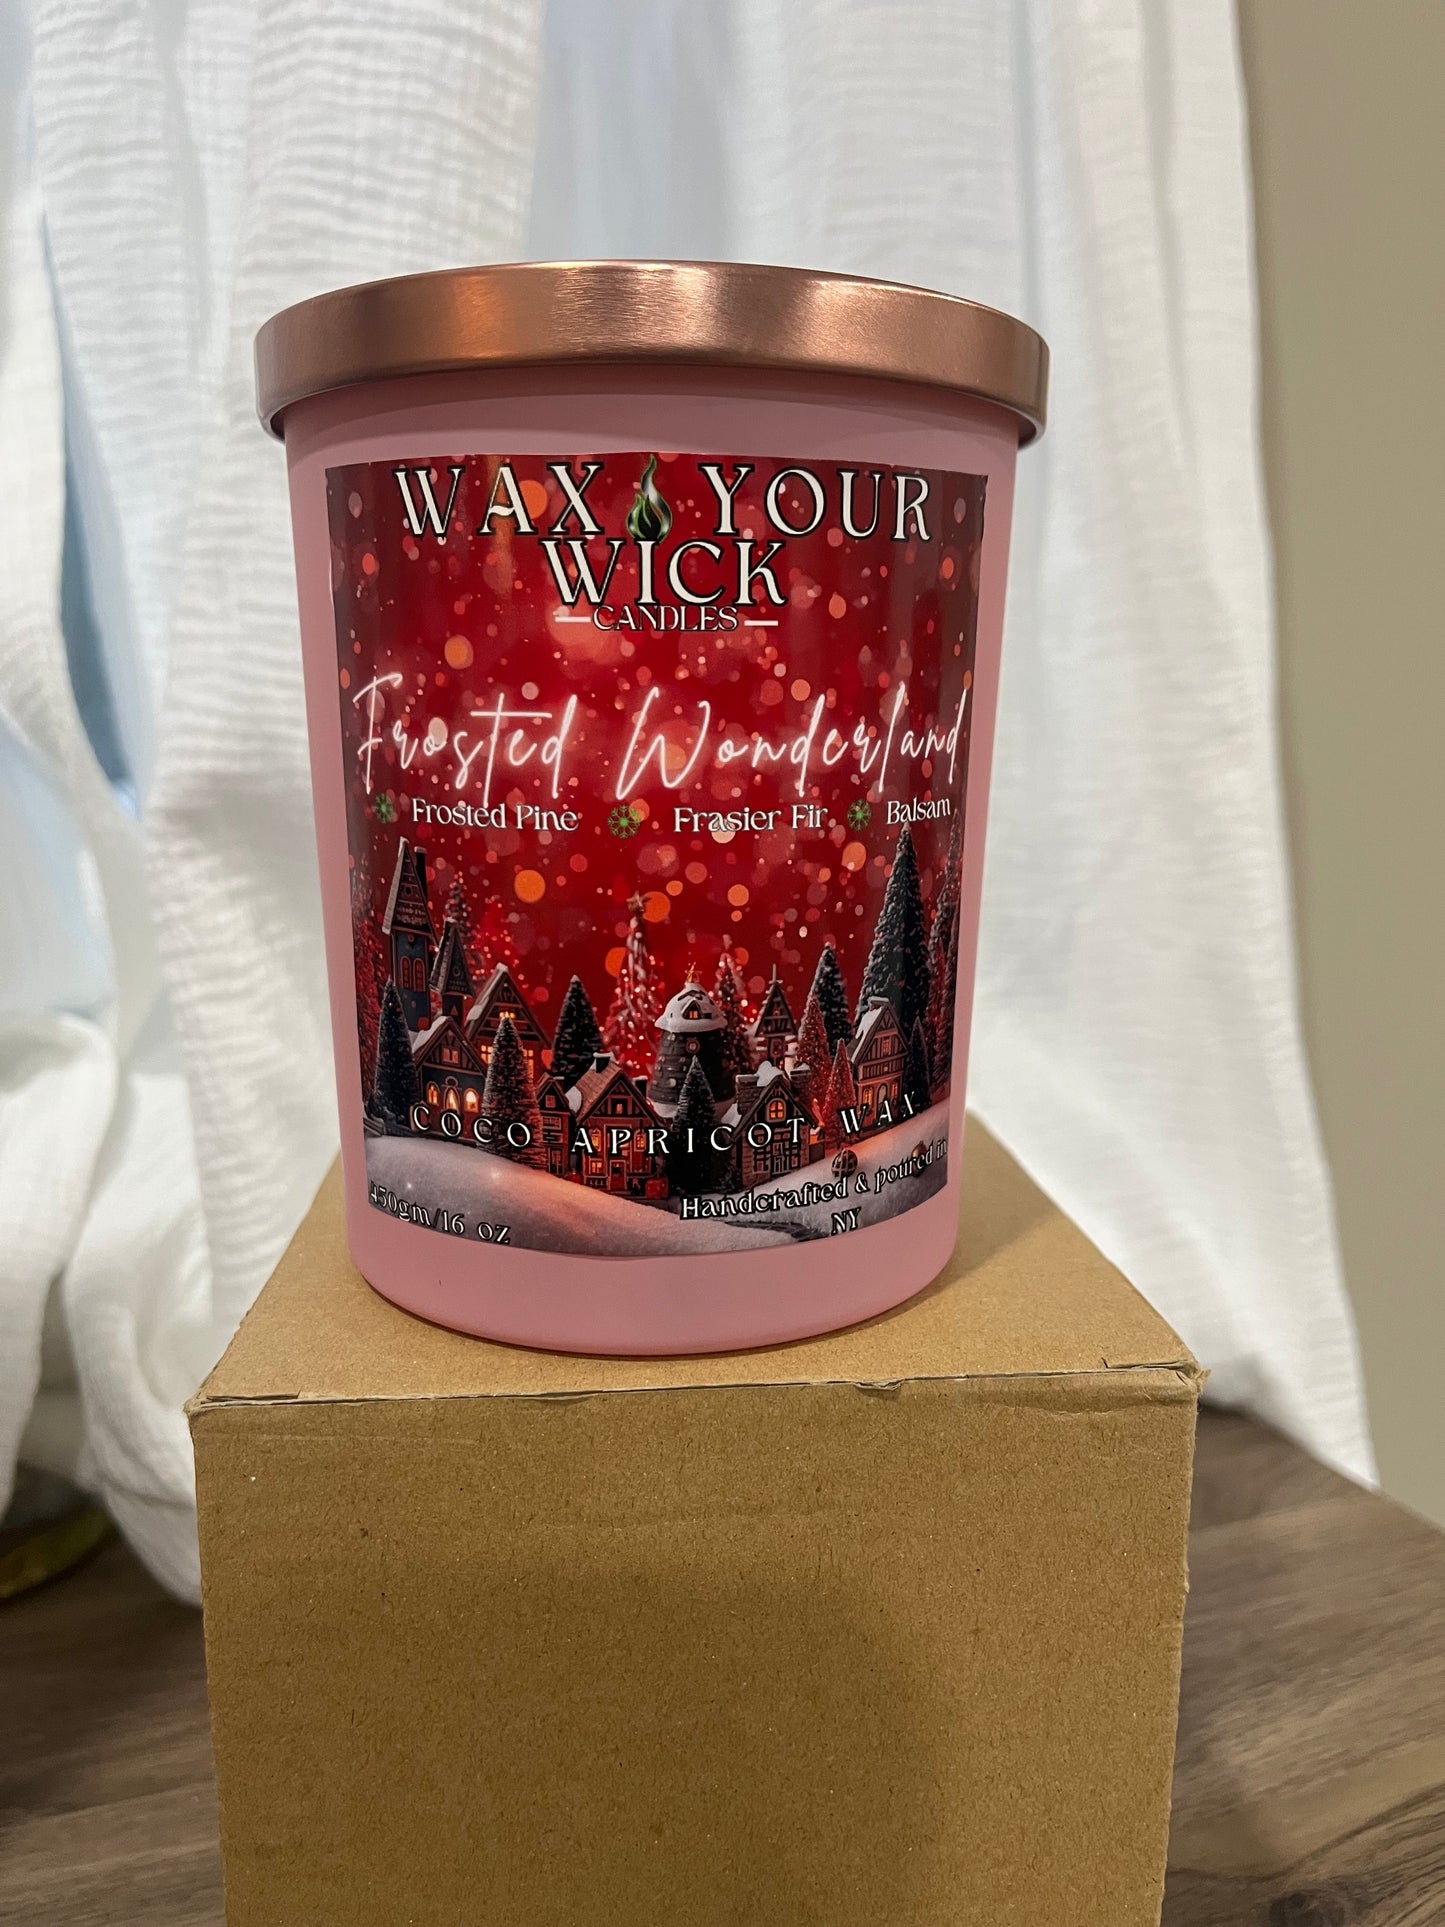 WAX YOUR
WICK
CANDLES
Frosted Wonderland
Frosted Pine Frasier Fir Balsam
COCO APRICOT WAX
450gm/16 oz
Handcrafted & poured in
NY